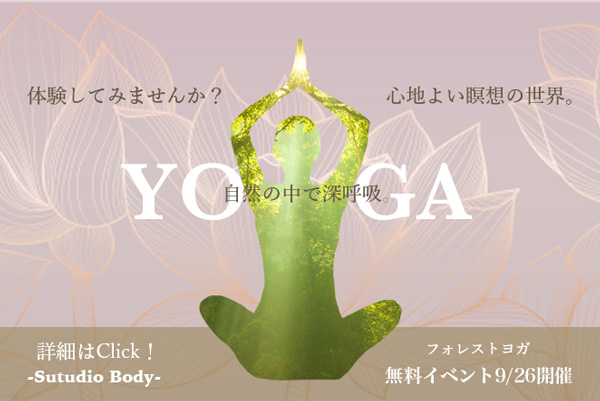 体験してみませんか？
心地よい瞑想の世界。
YOGA
自然の中で深呼吸。
詳細はClick！
-Sutudio Body-
フォレストヨガ
無料イベント9/26開催